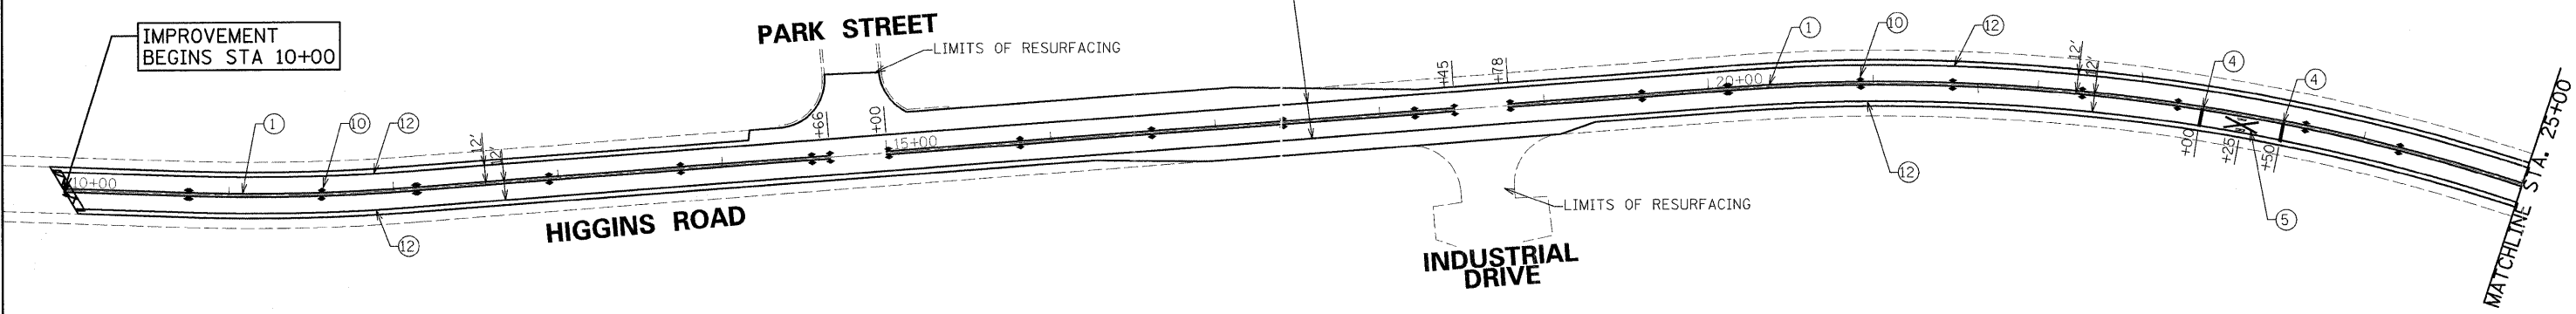 IMPROVEMENT
BEGINS STA 10+00
PARK STREET
LIMITS OF RESURFACING
+45
+78
1
10
12
20+00
12'
12'
4
4
MATCHLINE STA. 25+00
1
10
12
12'
12'
+66
+00
15+00
10+00
+00
+25
+50
12
5
12
HIGGINS ROAD
LIMITS OF RESURFACING
INDUSTRIAL
DRIVE